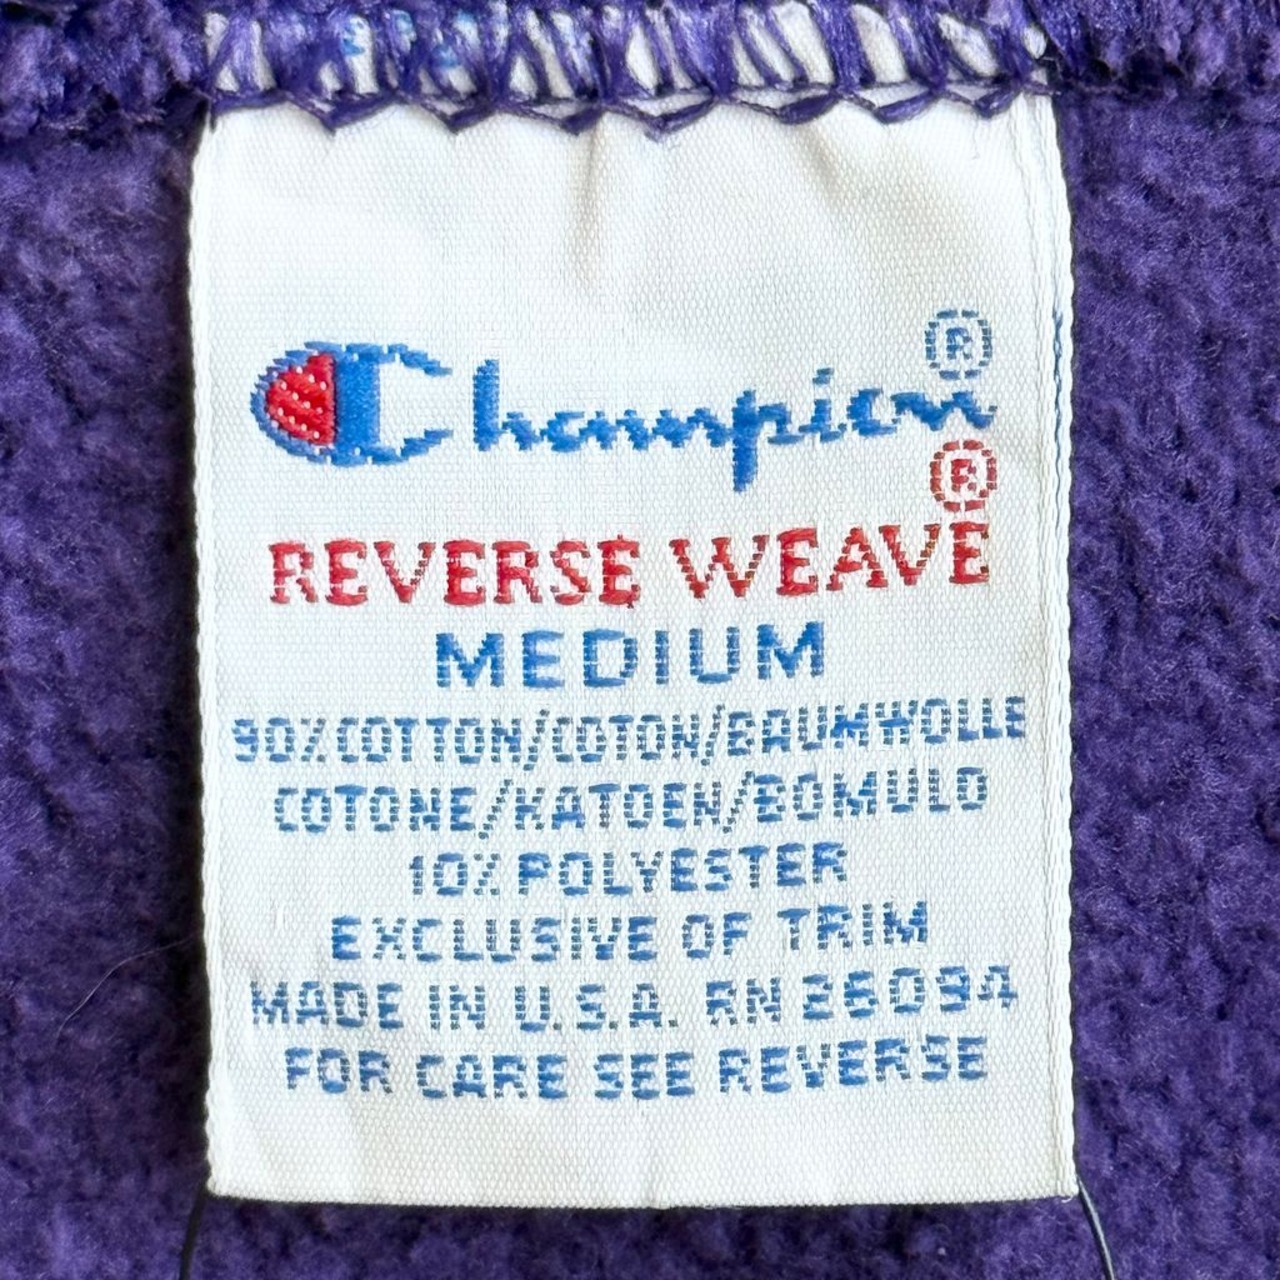 Champion®
REVERSE WEAVE®
MEDIUM
90% COTTON/COTON/BAUMWOLLE
COTONE/KATOEN/BOMULD
10% POLYESTER
EXCLUSIVE OF TRIM
MADE IN U.S.A. RN 26094
FOR CARE SEE REVERSE